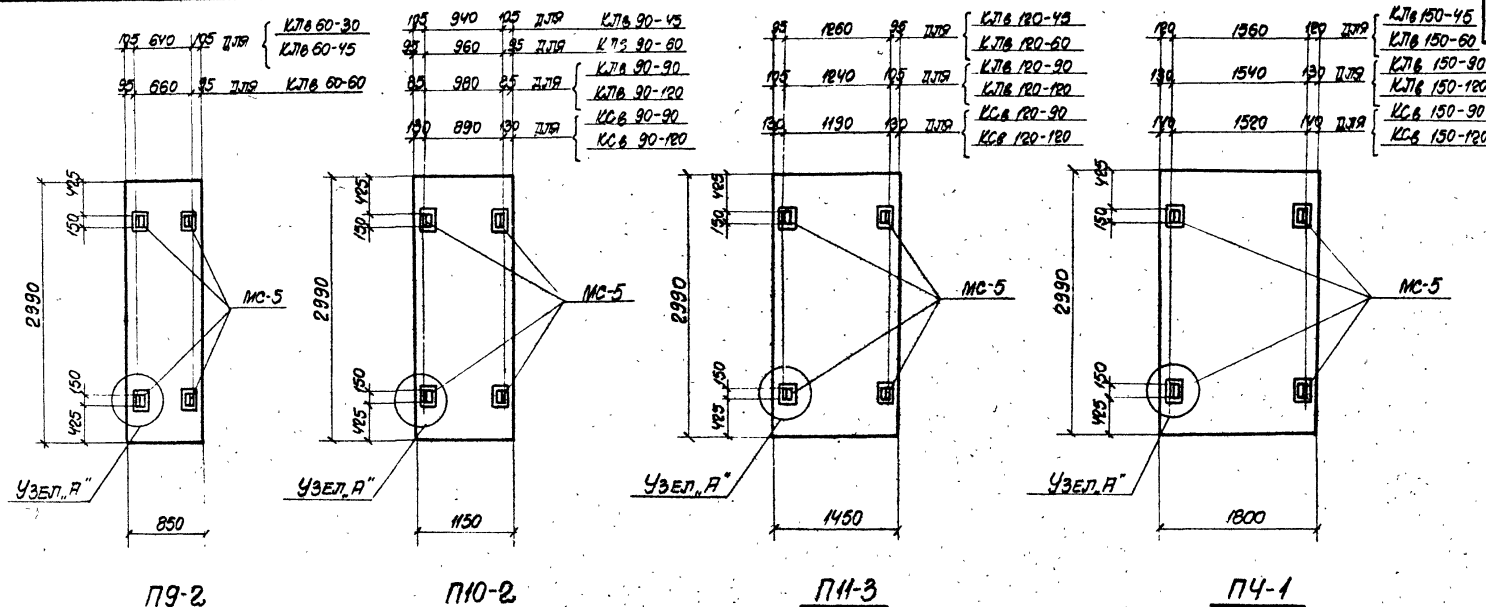 105 640 105 для КЛв 60-30
КЛв 60-45
95 660 95 для КЛв 60-60
425
150
2990
150
425
МС-5
Узел „А"
850
П9-2
105 940 105 для КЛв 90-45
95 960 95 для КЛв 90-60
85 980 85 для КЛв 90-90
КЛв 90-120
130 890 130 для КСв 90-90
КСв 90-120
425
150
2990
150
425
МС-5
Узел „А"
1150
П10-2
95 1260 95 для КЛв 120-45
КЛв 120-60
105 1240 105 для КЛв 120-90
КЛв 120-120
130 1190 130 для КСв 120-90
КСв 120-120
425
150
2990
150
425
МС-5
Узел „А"
1450
П11-3
120 1560 120 для КЛв 150-45
КЛв 150-60
130 1540 130 для КЛв 150-90
КЛв 150-120
140 1520 140 для КСв 150-90
КСв 150-120
425
150
2990
150
425
МС-5
Узел „А"
1800
П4-1